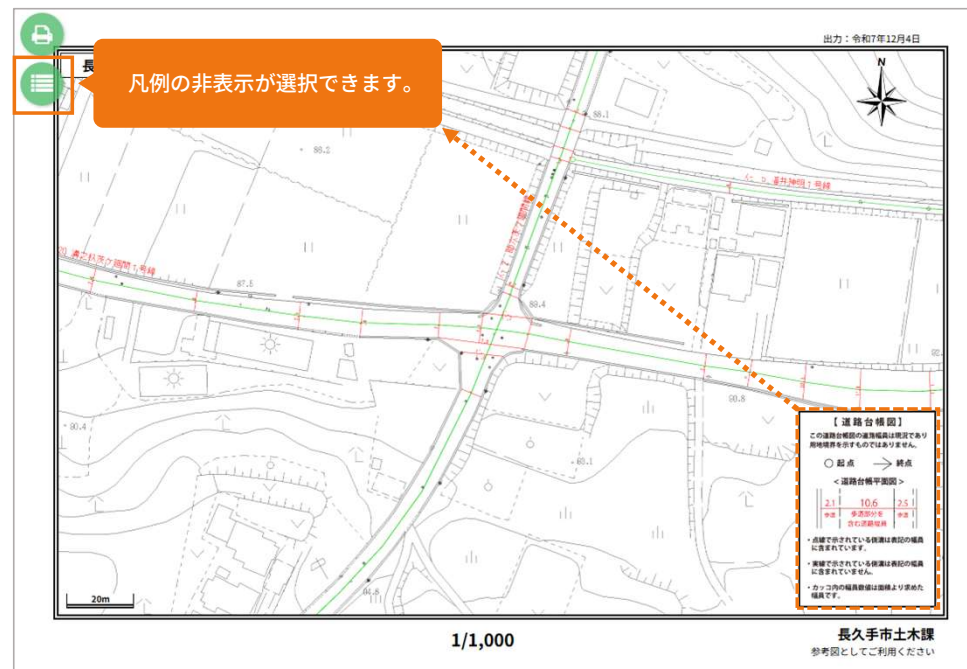 出力：令和7年12月4日
長
凡例の非表示が選択できます。
N
98.1
88.2
87.5
89.4
90.8
90.4
20m
【 道路台帳図 】
この道路台帳図の道路幅員は現況であり
用地境界を示すものではありません。
起点 終点
＜道路台帳平面図＞
2.1 10.6 2.5
歩道 歩道部分を 歩道
含む道路幅員
・点線で示されている側溝は表記の幅員
に含まれています。
・実線で示されている側溝は表記の幅員
に含まれていません。
・カッコ内の幅員数値は面積より求めた
幅員です。
1/1,000
長久手市土木課
参考図としてご利用ください